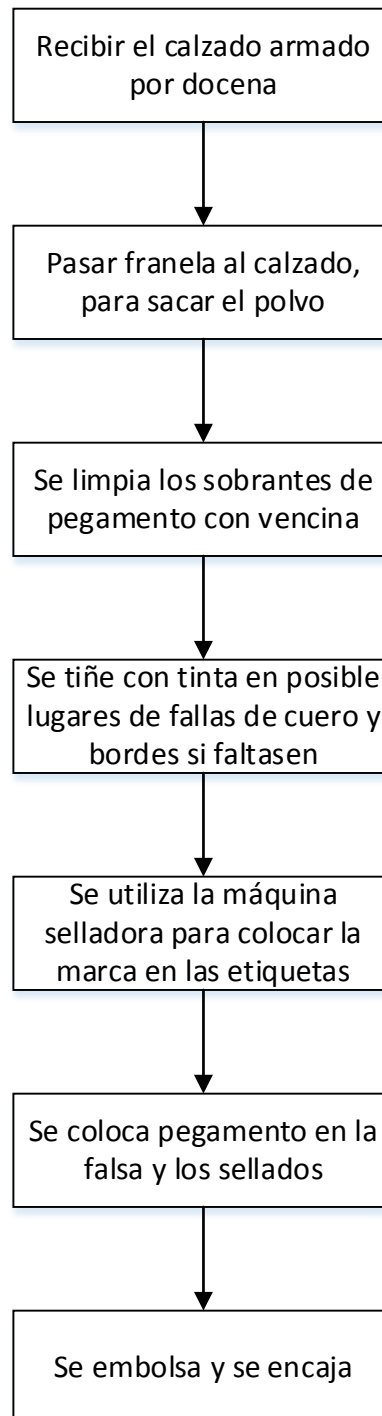 Recibir el calzado armado
por docena
Pasar franela al calzado,
para sacar el polvo
Se limpia los sobrantes de
pegamento con vencina
Se tiñe con tinta en posible
lugares de fallas de cuero y
bordes si faltasen
Se utiliza la máquina
selladora para colocar la
marca en las etiquetas
Se coloca pegamento en la
falsa y los sellados
Se embolsa y se encaja